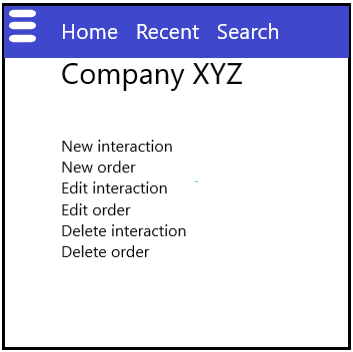 Home Recent Search
Company XYZ
New interaction
New order
Edit interaction
Edit order
Delete interaction
Delete order